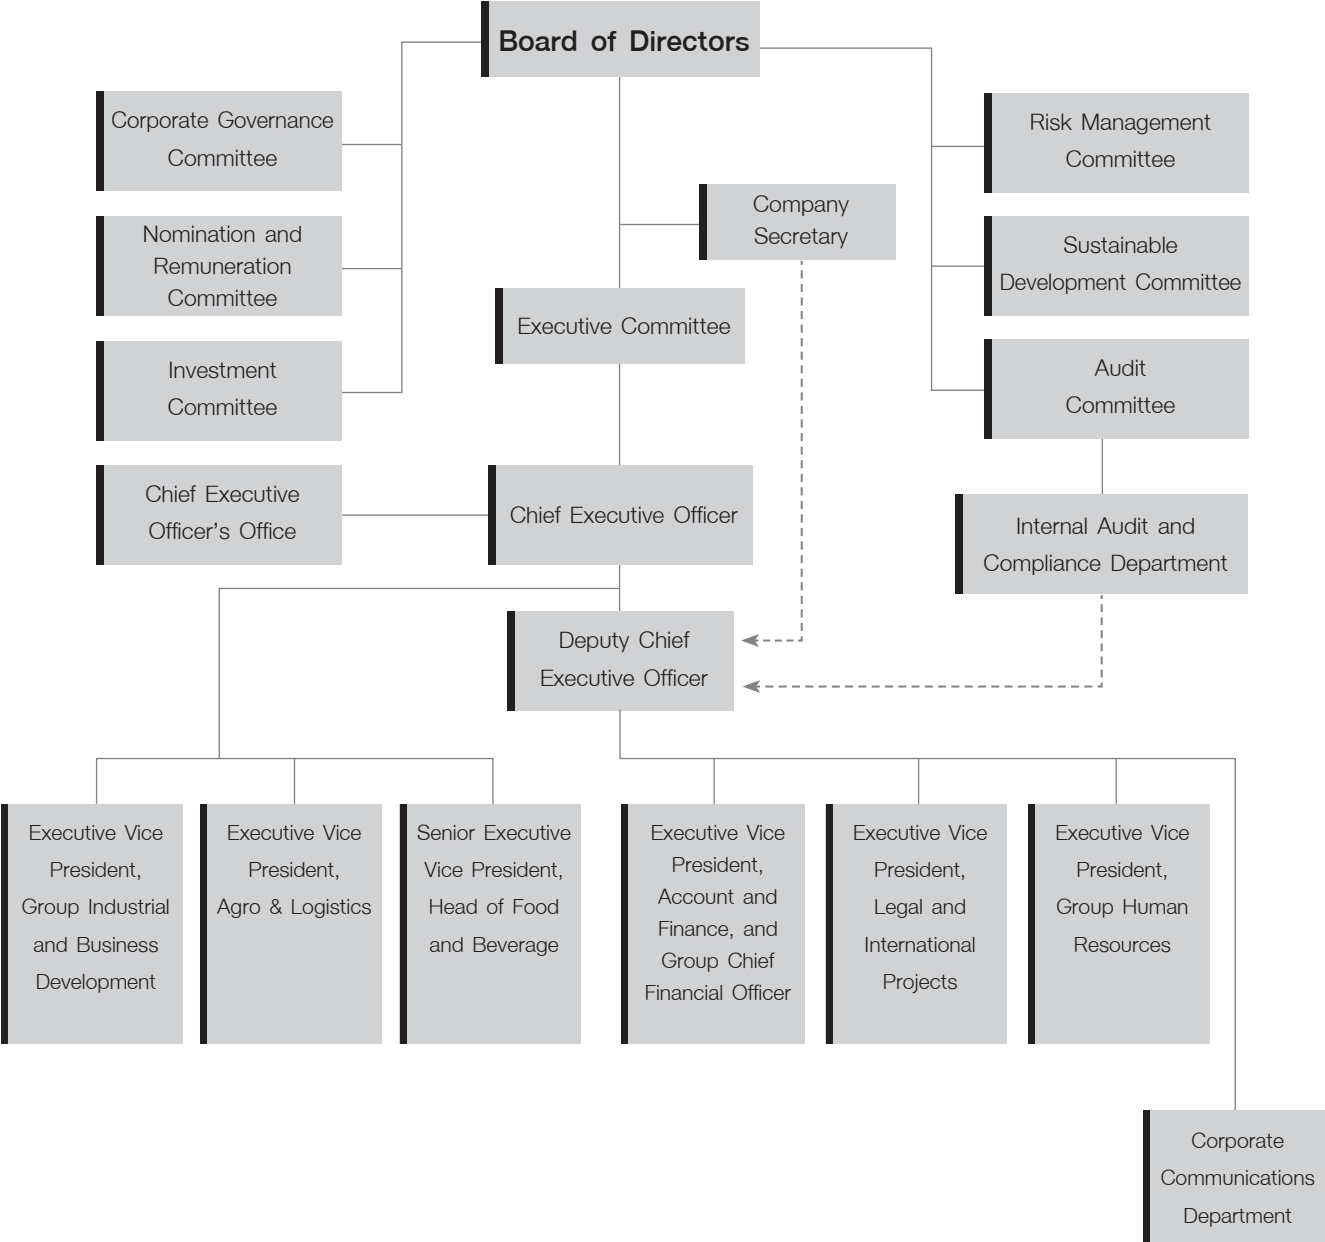 Board of Directors
Corporate Governance
Committee
Risk Management
Committee
Company
Secretary
Nomination and
Remuneration
Committee
Sustainable
Development Committee
Executive Committee
Investment
Committee
Audit
Committee
Chief Executive
Officer's Office
Chief Executive Officer
Internal Audit and
Compliance Department
Deputy Chief
Executive Officer
Executive Vice
President,
Group Industrial
and Business
Development
Executive Vice
President,
Agro & Logistics
Senior Executive
Vice President,
Head of Food
and Beverage
Executive Vice
President,
Account and
Finance, and
Group Chief
Financial Officer
Executive Vice
President,
Legal and
International
Projects
Executive Vice
President,
Group Human
Resources
Corporate
Communications
Department